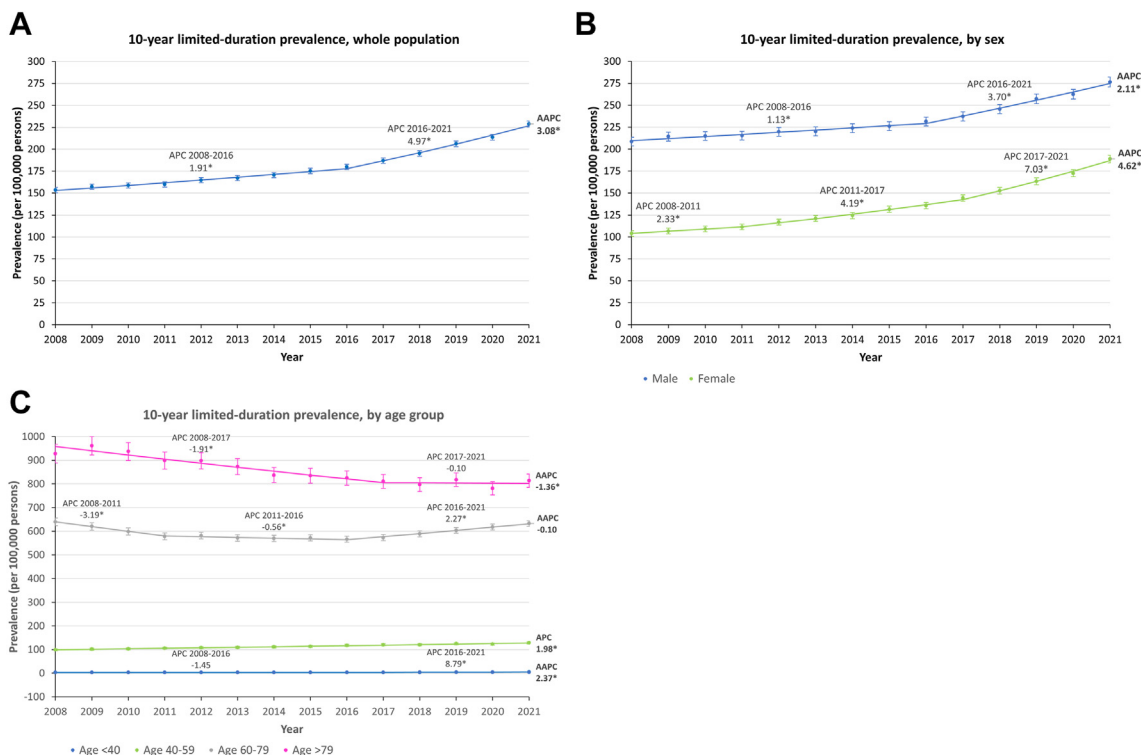 A
10-year limited-duration prevalence, whole population
Prevalence (per 100,000 persons)
300
275
250
225
200
175
150
125
100
75
50
25
0
APC 2008-2016
1.91*
APC 2016-2021
4.97*
AAPC
3.08*
2008 2009 2010 2011 2012 2013 2014 2015 2016 2017 2018 2019 2020 2021
Year
B
10-year limited-duration prevalence, by sex
Prevalence (per 100,000 persons)
300
275
250
225
200
175
150
125
100
75
50
25
0
APC 2008-2016
1.13*
APC 2016-2021
3.70*
AAPC
2.11*
APC 2008-2011
2.33*
APC 2011-2017
4.19*
APC 2017-2021
7.03*
AAPC
4.62*
2008 2009 2010 2011 2012 2013 2014 2015 2016 2017 2018 2019 2020 2021
Year
Male Female
C
10-year limited-duration prevalence, by age group
Prevalence (per 100,000 persons)
1000
900
800
700
600
500
400
300
200
100
0
-100
APC 2008-2017
-1.91*
APC 2017-2021
-0.10
AAPC
-1.36*
APC 2008-2011
-3.19*
APC 2011-2016
-0.56*
APC 2016-2021
2.27*
AAPC
-0.10
APC
1.98*
APC 2008-2016
-1.45
APC 2016-2021
8.79*
AAPC
2.37*
2008 2009 2010 2011 2012 2013 2014 2015 2016 2017 2018 2019 2020 2021
Year
Age <40 Age 40-59 Age 60-79 Age >79